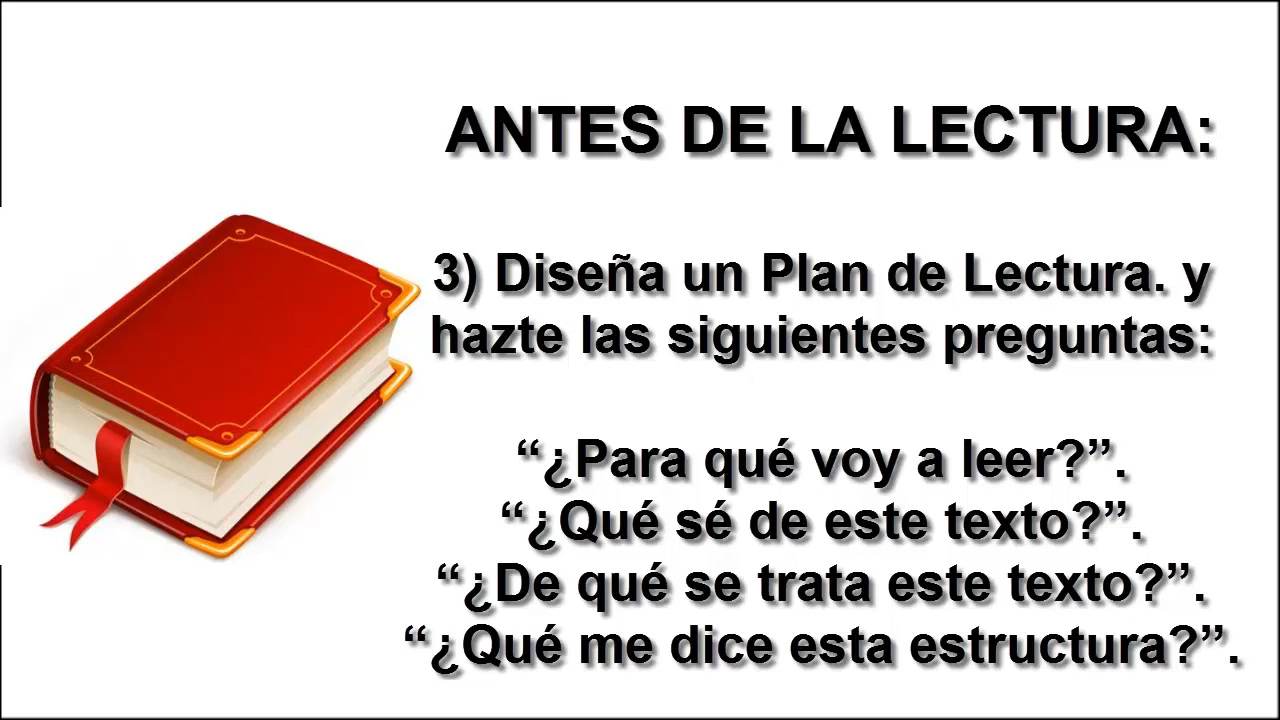 ANTES DE LA LECTURA:
3) Diseña un Plan de Lectura. y
hazte las siguientes preguntas:
“¿Para qué voy a leer?”.
“¿Qué sé de este texto?”.
“¿De qué se trata este texto?”.
“¿Qué me dice esta estructura?”.